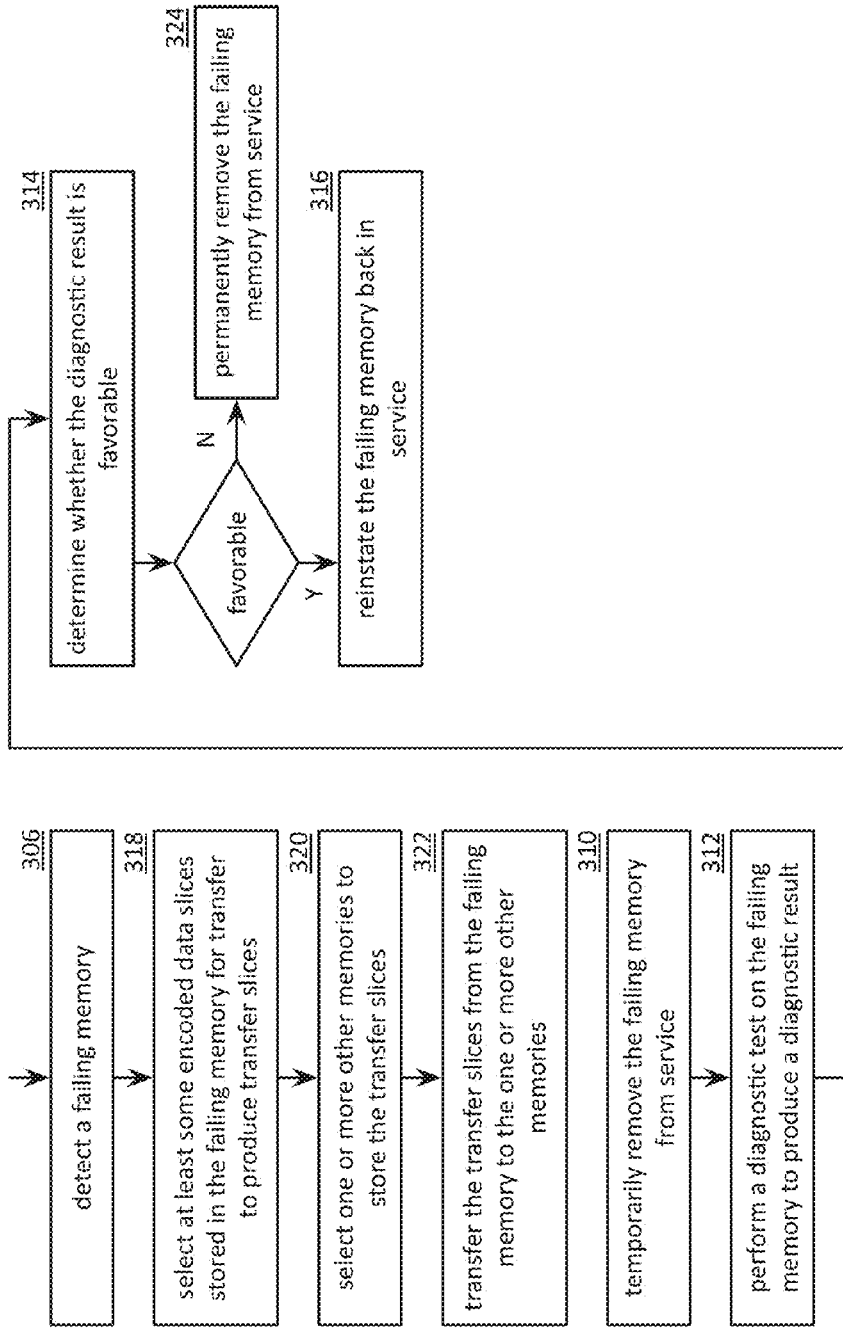 306
detect a failing memory
318
select at least some encoded data slices
stored in the failing memory for transfer
to produce transfer slices
320
select one or more other memories to
store the transfer slices
322
transfer the transfer slices from the failing
memory to the one or more other
memories
310
temporarily remove the failing memory
from service
312
perform a diagnostic test on the failing
memory to produce a diagnostic result
314
determine whether the diagnostic result is
favorable
favorable
N
Y
324
permanently remove the failing
memory from service
316
reinstate the failing memory back in
service